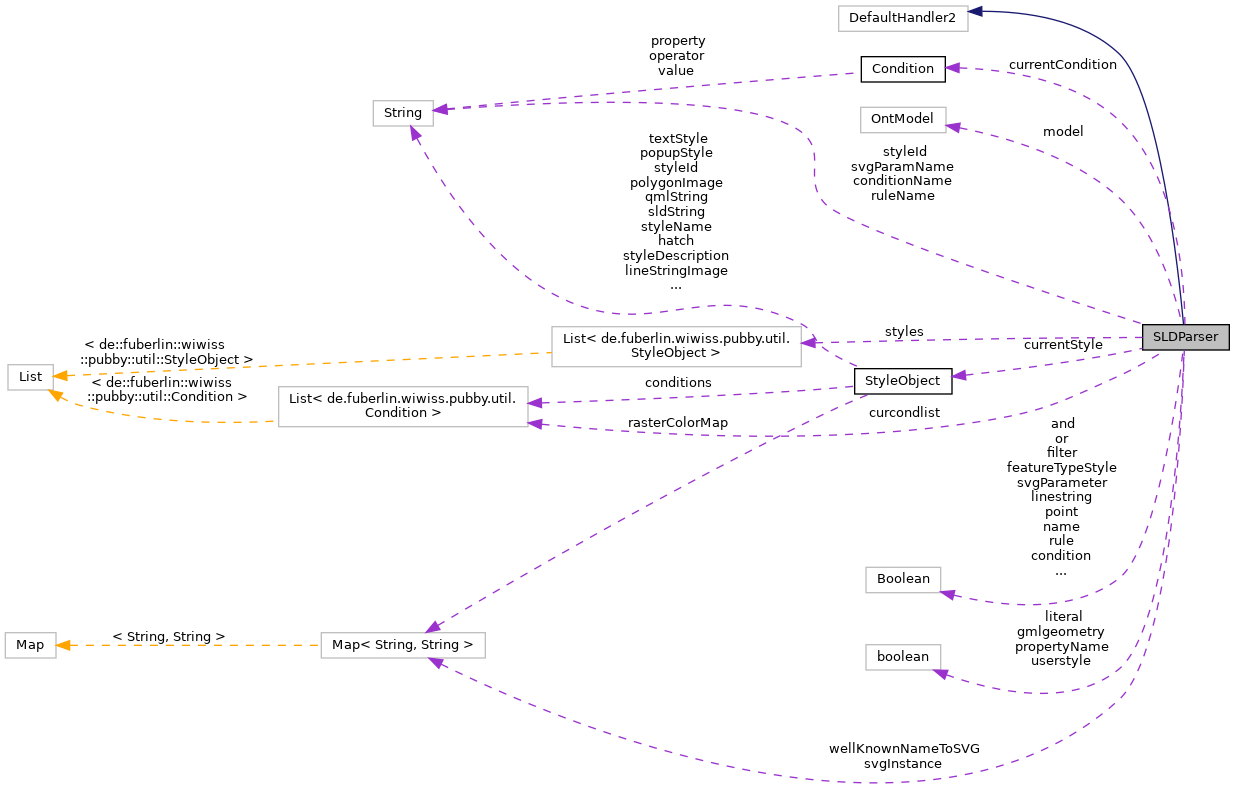 DefaultHandler2
property
operator
value
Condition
currentCondition
String
OntModel
model
textStyle
popupStyle
styleId
polygonImage
qmlString
sldString
styleName
hatch
styleDescription
lineStringImage
...
styleId
svgParamName
conditionName
ruleName
SLDParser
List< de.fuberlin.wiwiss.pubby.util.
StyleObject >
styles
currentStyle
< de::fuberlin::wiwiss
::pubby::util::StyleObject >
List
< de::fuberlin::wiwiss
::pubby::util::Condition >
List< de.fuberlin.wiwiss.pubby.util.
Condition >
conditions
StyleObject
rasterColorMap
curcondlist
and
or
filter
featureTypeStyle
svgParameter
linestring
point
name
rule
condition
...
Boolean
literal
gmlgeometry
propertyName
userstyle
boolean
Map
< String, String >
Map< String, String >
wellKnownNameToSVG
svgInstance